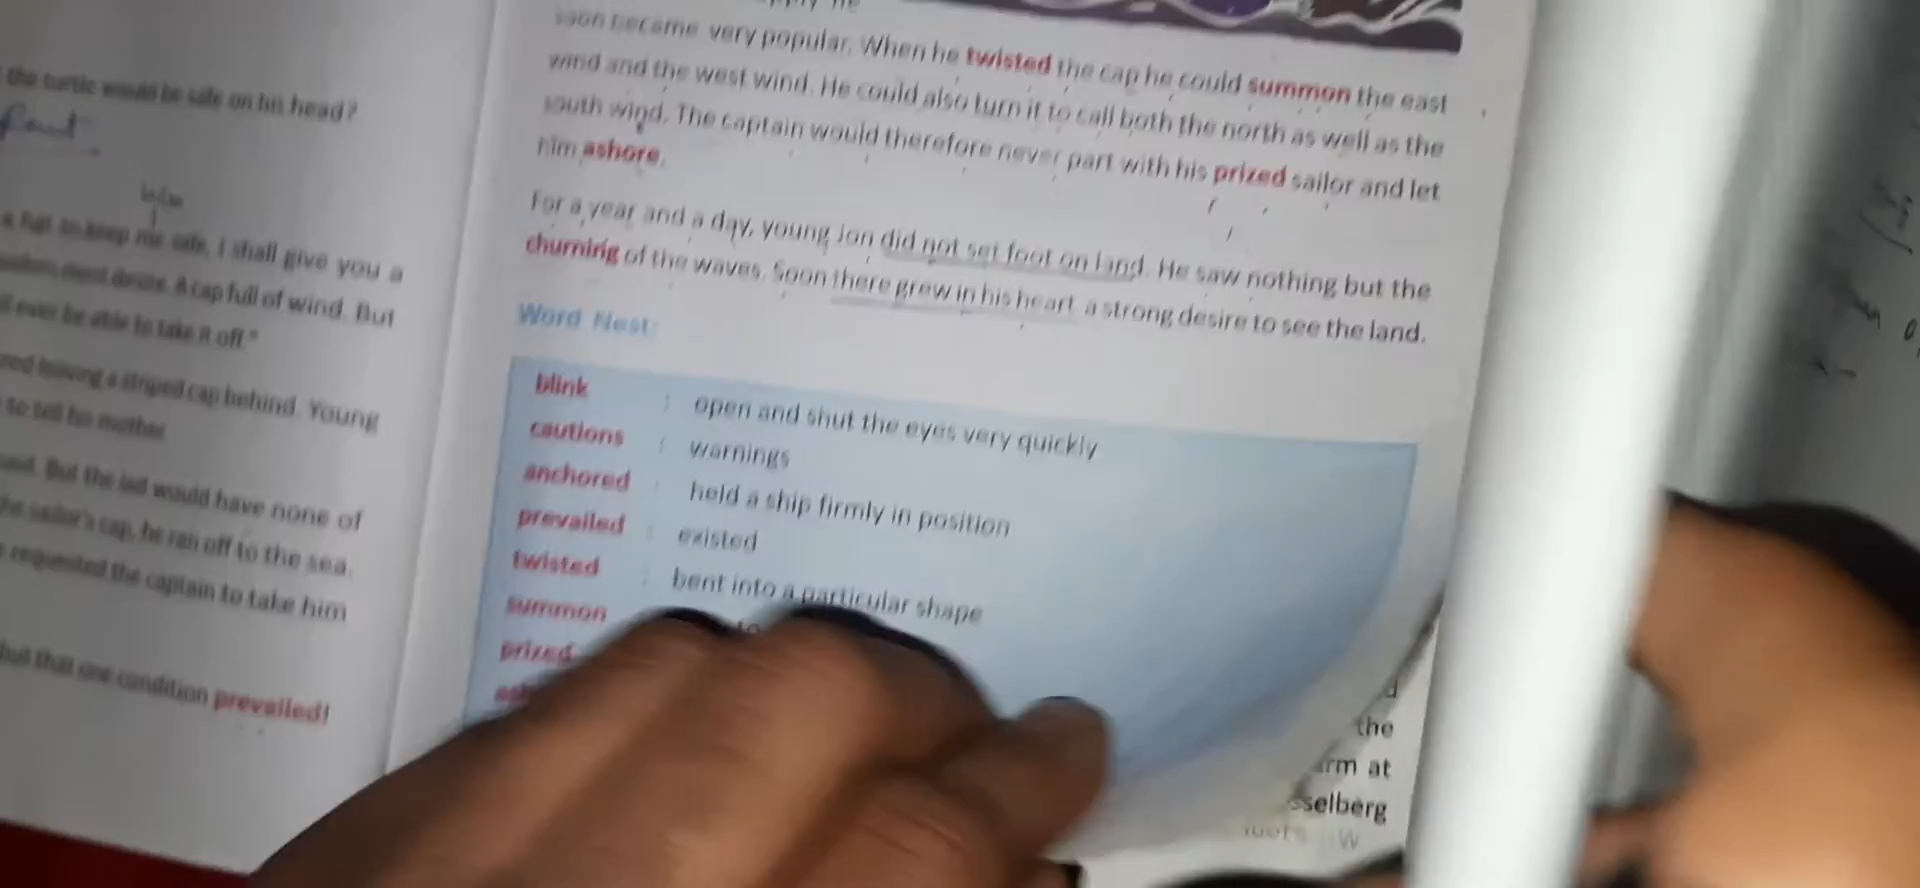 the turtle would be safe on his head?
me safe, I shall give you a
A cap full of wind. But
ever be able to take it off."
leaving a striped cap behind. Young
to tell his mother.
said. But the lad would have none of
the sailor's cap, he ran off to the sea.
requested the captain to take him
but that one condition prevailed!
soon became very popular. When he twisted the cap he could summon the east
wind and the west wind. He could also turn it to call both the north as well as the
south wind. The captain would therefore never part with his prized sailor and let
him ashore.
For a year and a day, young Jon did not set foot on land. He saw nothing but the
churning of the waves. Soon there grew in his heart a strong desire to see the land.
Word Nest:
blink : open and shut the eyes very quickly
cautions : warnings
anchored : held a ship firmly in position
prevailed : existed
twisted : bent into a particular shape
summon to
prized
the
arm at
sselberg